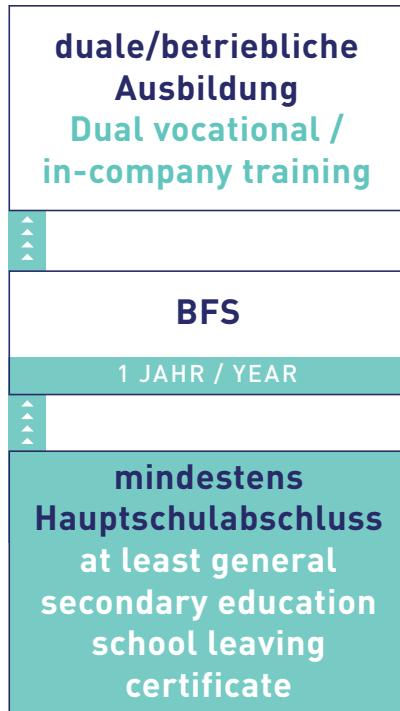 duale/betriebliche
Ausbildung
Dual vocational /
in-company training
BFS
1 JAHR / YEAR
mindestens
Hauptschulabschluss
at least general
secondary education
school leaving
certificate